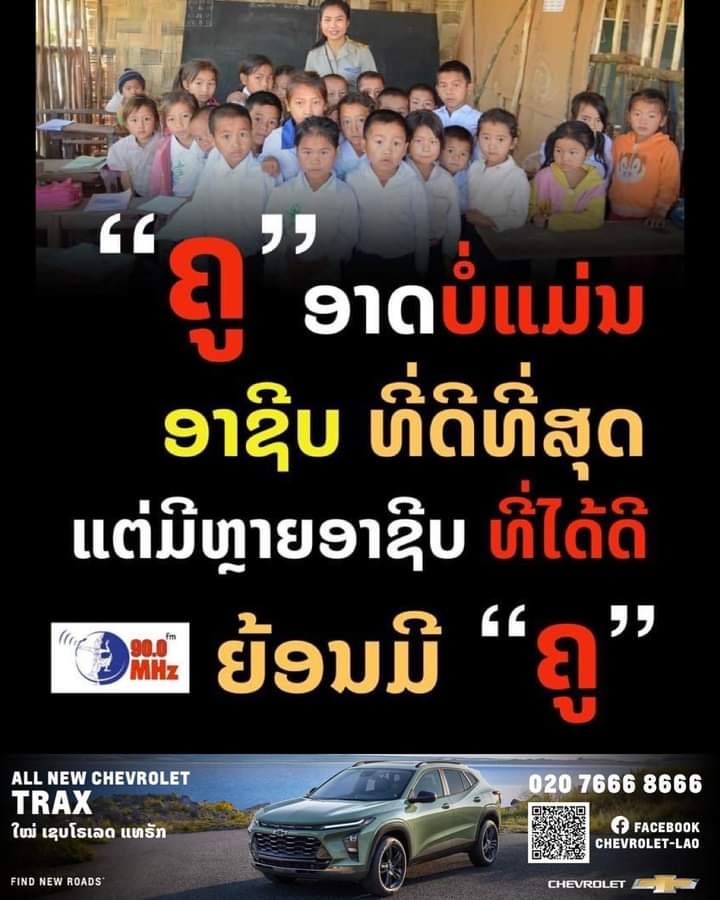 “ຄູ” ອາດບໍ່ແມ່ນ
ອາຊີບ ທີ່ດີທີ່ສຸດ
ແຕ່ມີຫຼາຍອາຊີບ ທີ່ໄດ້ດີ
ຍ້ອນມີ “ຄູ”
90.0 fm
MHz
ALL NEW CHEVROLET
TRAX
ໃໝ່ ເຊບໂຣເລດ ແທຣັກ
FIND NEW ROADS
020 7666 8666
FACEBOOK
CHEVROLET-LAO
CHEVROLET